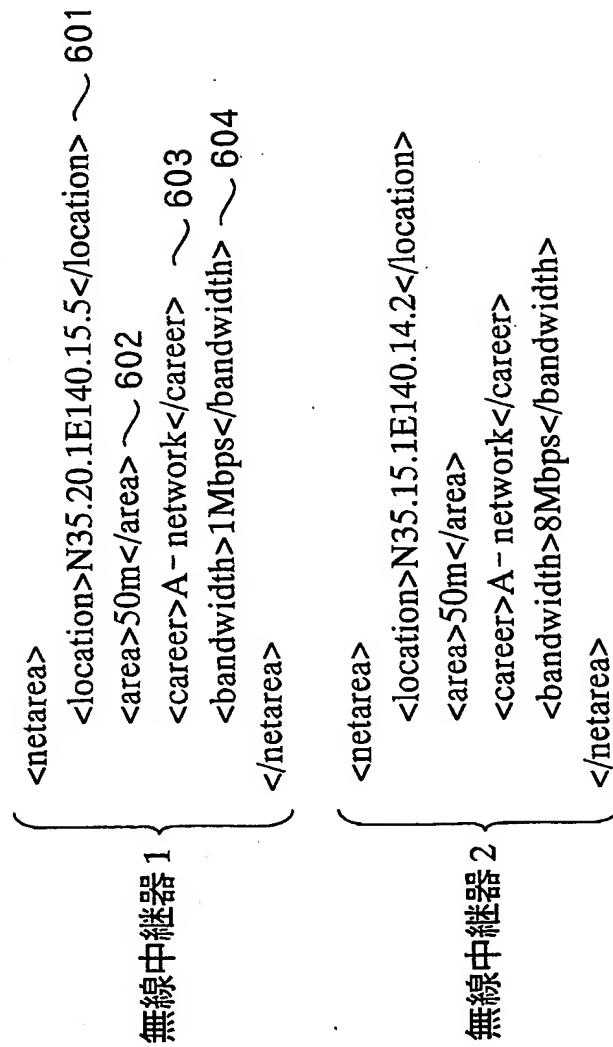 無線中継器 1
<netarea>
<location>N35.20.1E140.15.5</location> ～601
<area>50m</area> ～602
<career>A－network</career> ～603
<bandwidth>1Mbps</bandwidth> ～604
</netarea>
無線中継器 2
<netarea>
<location>N35.15.1E140.14.2</location>
<area>50m</area>
<career>A－network</career>
<bandwidth>8Mbps</bandwidth>
</netarea>